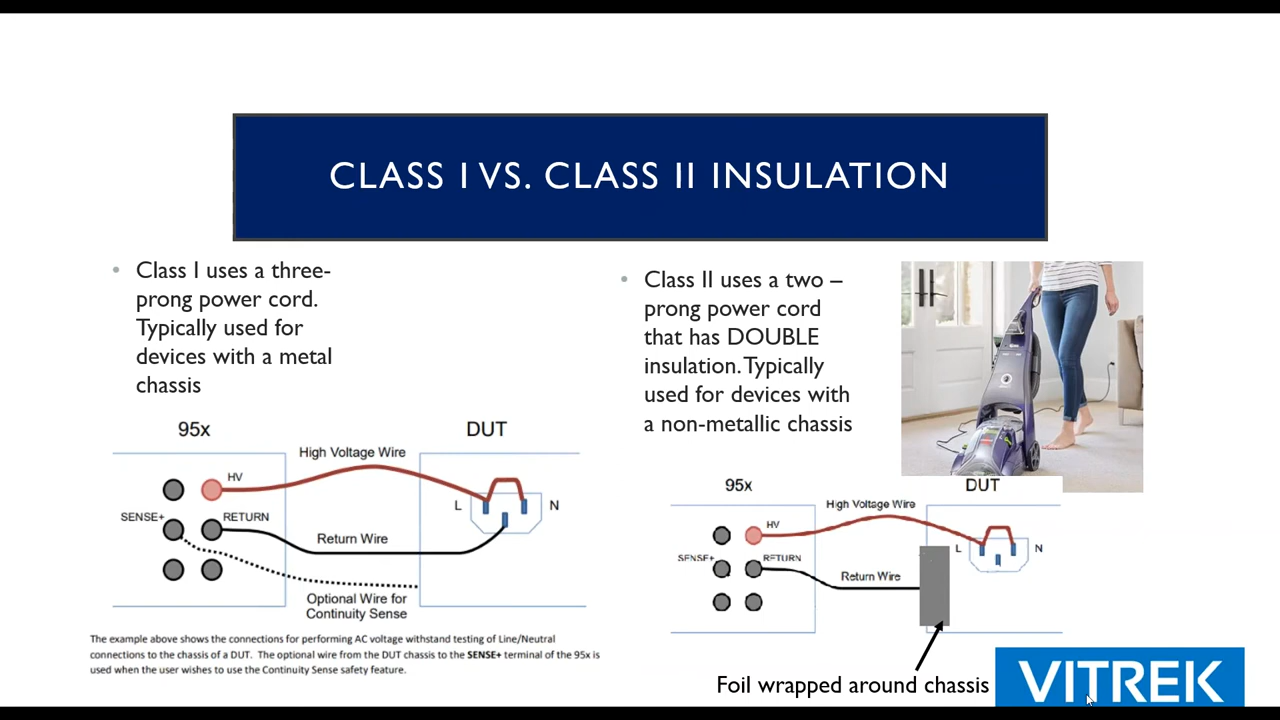 CLASS I VS. CLASS II INSULATION
• Class I uses a three-
prong power cord.
Typically used for
devices with a metal
chassis
95x
DUT
High Voltage Wire
HV
L
N
SENSE+
RETURN
Return Wire
Optional Wire for
Continuity Sense
The example above shows the connections for performing AC voltage withstand testing of Line/Neutral
connections to the chassis of a DUT. The optional wire from the DUT chassis to the SENSE+ terminal of the 95x is
used when the user wishes to use the Continuity Sense safety feature.
• Class II uses a two –
prong power cord
that has DOUBLE
insulation. Typically
used for devices with
a non-metallic chassis
95x
DUT
High Voltage Wire
HV
L
N
SENSE+
RETURN
Return Wire
Foil wrapped around chassis
VITREK